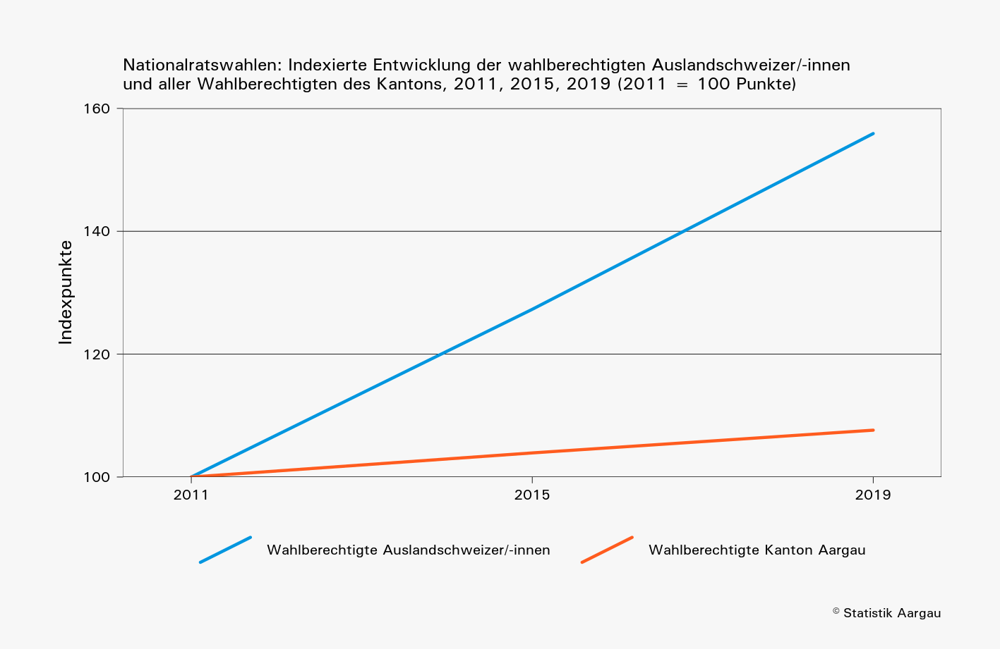 Nationalratswahlen: Indexierte Entwicklung der wahlberechtigten Auslandschweizer/-innen
und aller Wahlberechtigten des Kantons, 2011, 2015, 2019 (2011 = 100 Punkte)
160
140
120
100
Indexpunkte
2011
2015
2019
Wahlberechtigte Auslandschweizer/-innen
Wahlberechtigte Kanton Aargau
© Statistik Aargau